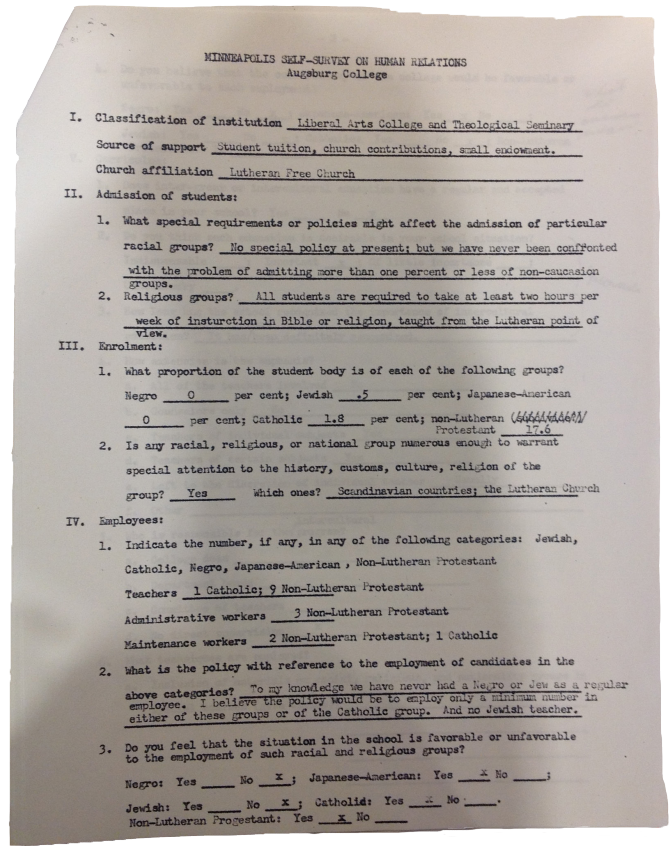 MINNEAPOLIS SELF-SURVEY ON HUMAN RELATIONS
Augsburg College
I. Classification of institution Liberal Arts College and Theological Seminary
Source of support Student tuition, church contributions, small endowment.
Church affiliation Lutheran Free Church
II. Admission of students:
1. What special requirements or policies might affect the admission of particular
racial groups? No special policy at present; but we have never been confronted
with the problem of admitting more than one percent or less of non-caucasion
groups.
2. Religious groups? All students are required to take at least two hours per
week of insturction in Bible or religion, taught from the Lutheran point of
view.
III. Enrolment:
1. What proportion of the student body is of each of the following groups?
Negro 0 per cent; Jewish .5 per cent; Japanese-American
0 per cent; Catholic 1.8 per cent; non-Lutheran
Protestant 17.6
2. Is any racial, religious, or national group numerous enough to warrant
special attention to the history, customs, culture, religion of the
group? Yes Which ones? Scandinavian countries; the Lutheran Church
IV. Employees:
1. Indicate the number, if any, in any of the following categories: Jewish,
Catholic, Negro, Japanese-American, Non-Lutheran Protestant
Teachers 1 Catholic; 9 Non-Lutheran Protestant
Administrative workers 3 Non-Lutheran Protestant
Maintenance workers 2 Non-Lutheran Protestant; 1 Catholic
2. What is the policy with reference to the employment of candidates in the
above categories? To my knowledge we have never had a Negro or Jew as a regular
employee. I believe the policy would be to employ only a minimum number in
either of these groups or of the Catholic group. And no Jewish teacher.
3. Do you feel that the situation in the school is favorable or unfavorable
to the employment of such racial and religious groups?
Negro: Yes ____ No x ; Japanese-American: Yes x No ____;
Jewish: Yes ____ No x ; Catholic: Yes x No ____.
Non-Lutheran Progestant: Yes x No ____